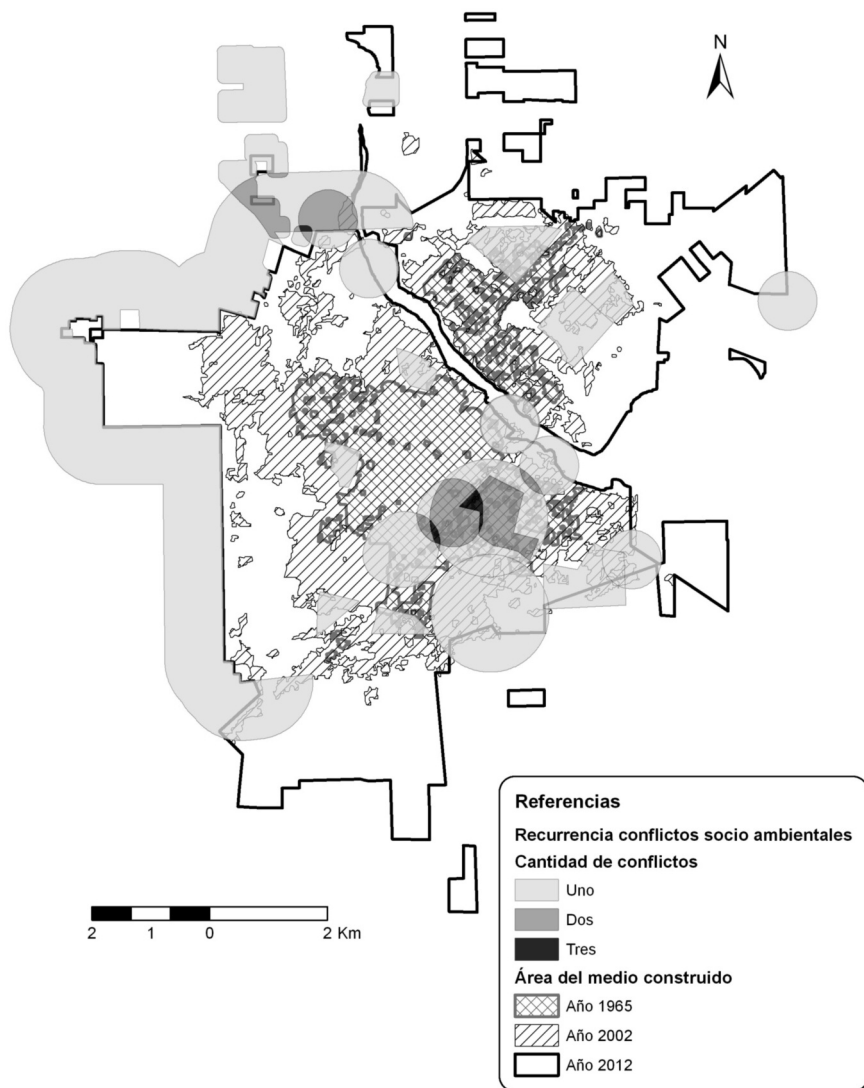 N
2 1 0 2 Km
Referencias
Recurrencia conflictos socio ambientales
Cantidad de conflictos
Uno
Dos
Tres
Área del medio construido
Año 1965
Año 2002
Año 2012